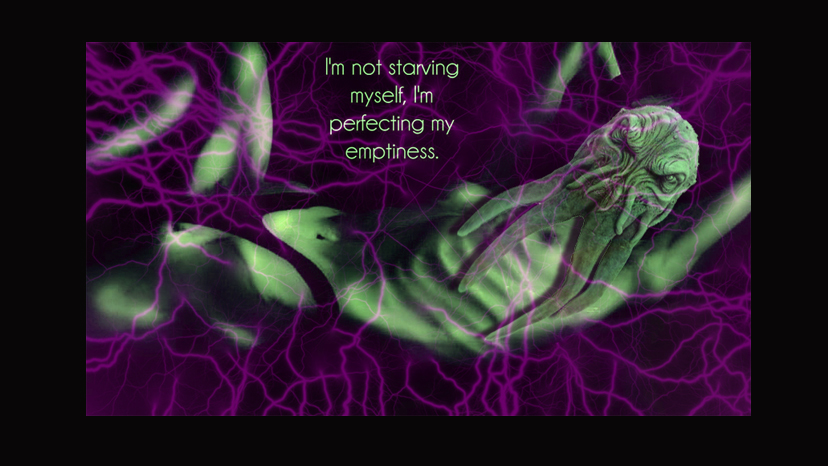 I'm not starving
myself, I'm
perfecting my
emptiness.